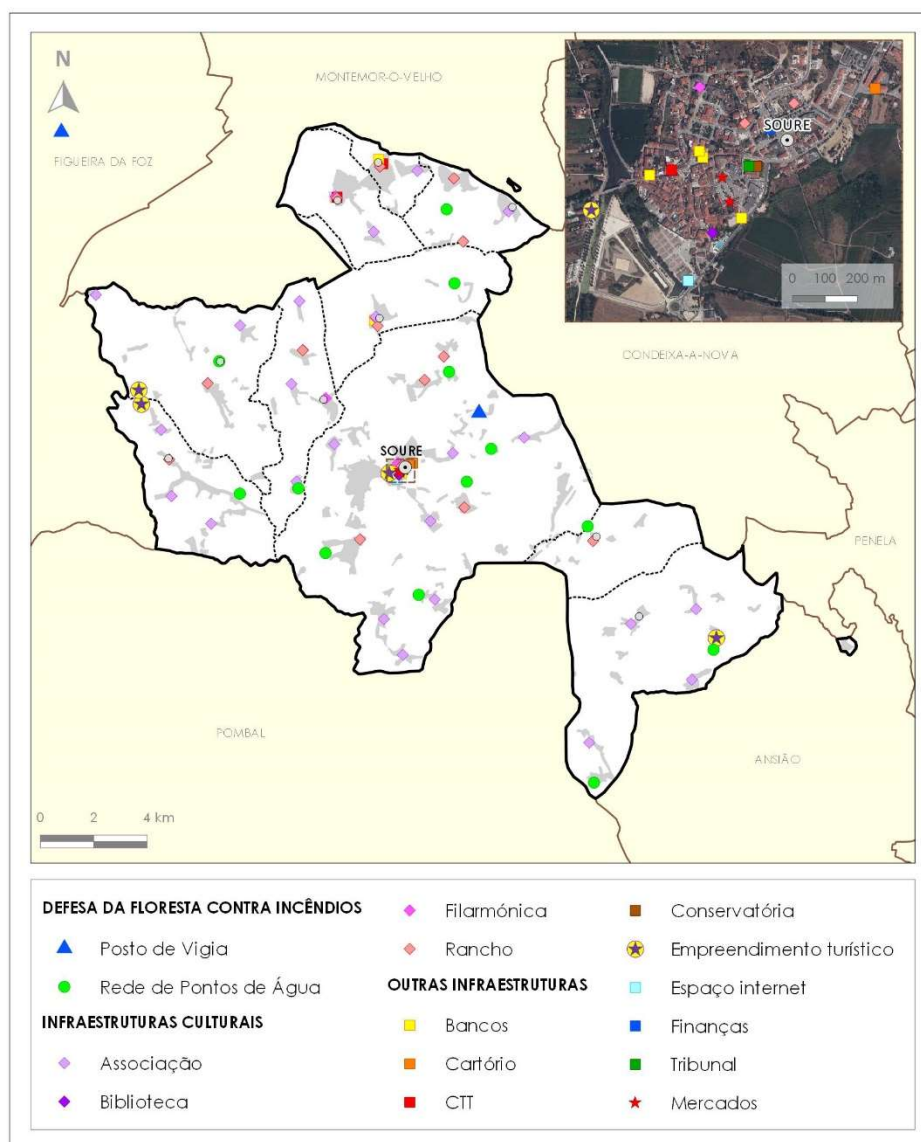 N
MONTEMOR-O-VELHO
FIGUEIRA DA FOZ
SOURE
0 100 200 m
CONDEIXA-A-NOVA
SOURE
PENELA
POMBAL
ANSIÃO
0 2 4 km
DEFESA DA FLORESTA CONTRA INCÊNDIOS
Posto de Vigia
Rede de Pontos de Água
INFRAESTRUTURAS CULTURAIS
Associação
Biblioteca
Filarmónica
Rancho
OUTRAS INFRAESTRUTURAS
Bancos
Cartório
CTT
Conservatória
Empreendimento turístico
Espaço internet
Finanças
Tribunal
Mercados